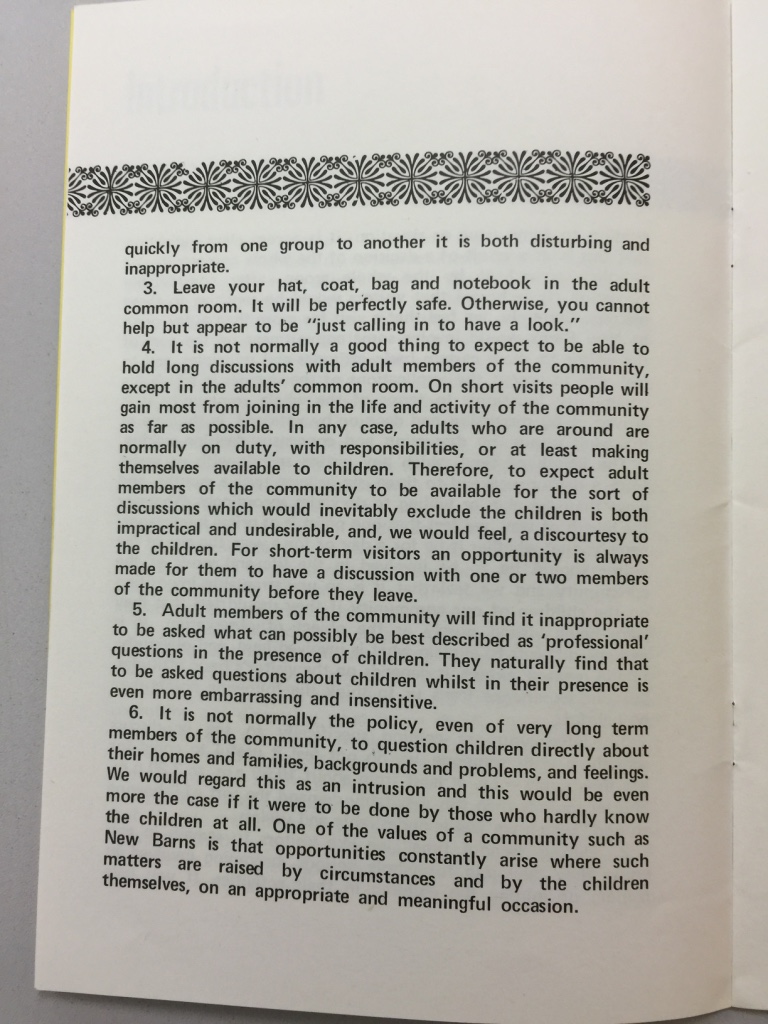 quickly from one group to another it is both disturbing and
inappropriate.
3. Leave your hat, coat, bag and notebook in the adult
common room. It will be perfectly safe. Otherwise, you cannot
help but appear to be "just calling in to have a look."
4. It is not normally a good thing to expect to be able to
hold long discussions with adult members of the community,
except in the adults' common room. On short visits people will
gain most from joining in the life and activity of the community
as far as possible. In any case, adults who are around are
normally on duty, with responsibilities, or at least making
themselves available to children. Therefore, to expect adult
members of the community to be available for the sort of
discussions which would inevitably exclude the children is both
impractical and undesirable, and, we would feel, a discourtesy to
the children. For short-term visitors an opportunity is always
made for them to have a discussion with one or two members
of the community before they leave.
5. Adult members of the community will find it inappropriate
to be asked what can possibly be best described as 'professional'
questions in the presence of children. They naturally find that
to be asked questions about children whilst in their presence is
even more embarrassing and insensitive.
6. It is not normally the policy, even of very long term
members of the community, to question children directly about
their homes and families, backgrounds and problems, and feelings.
We would regard this as an intrusion and this would be even
more the case if it were to be done by those who hardly know
the children at all. One of the values of a community such as
New Barns is that opportunities constantly arise where such
matters are raised by circumstances and by the children
themselves, on an appropriate and meaningful occasion.